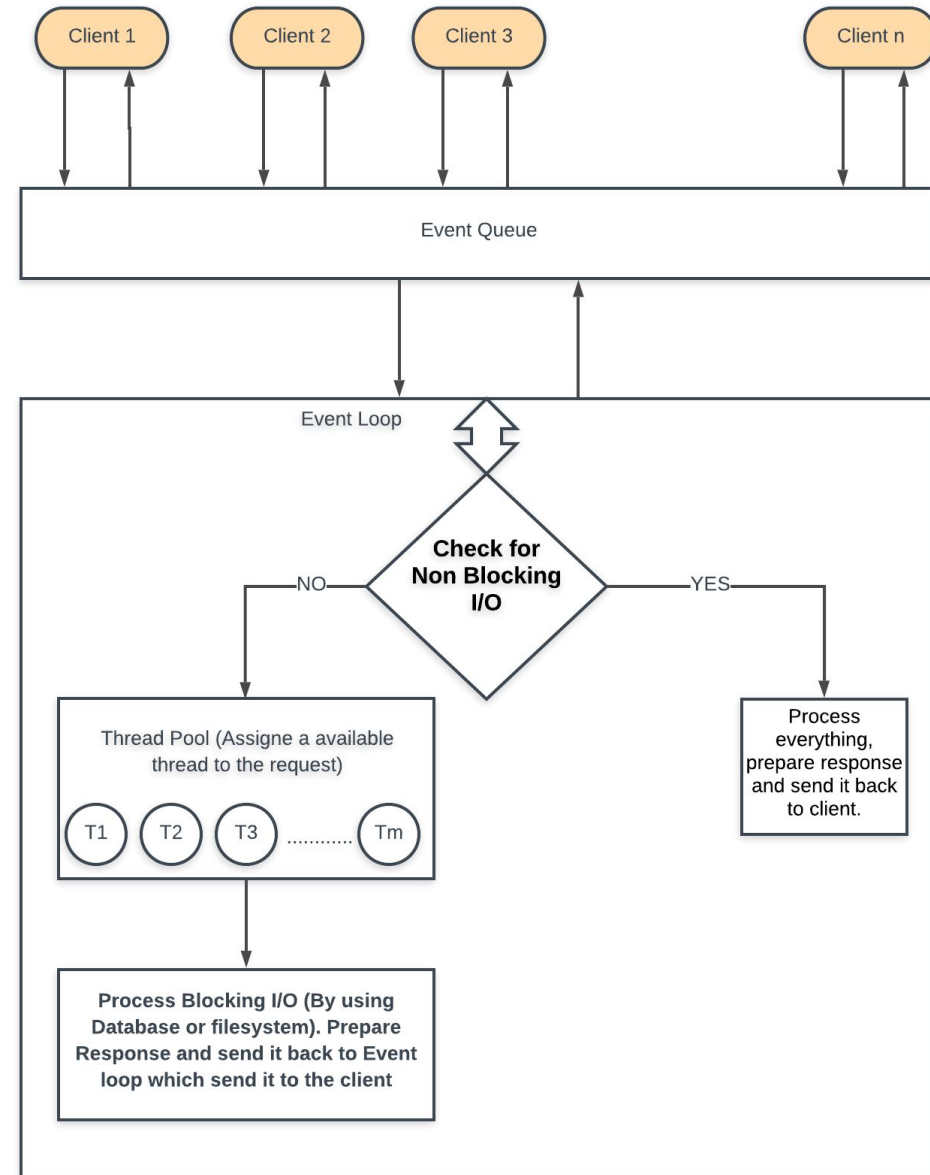 Client 1
Client 2
Client 3
Client n
Event Queue
Event Loop
Check for
Non Blocking
I/O
NO
YES
Thread Pool (Assigne a available
thread to the request)
T1
T2
T3
............
Tm
Process
everything,
prepare response
and send it back
to client.
Process Blocking I/O (By using
Database or filesystem). Prepare
Response and send it back to Event
loop which send it to the client